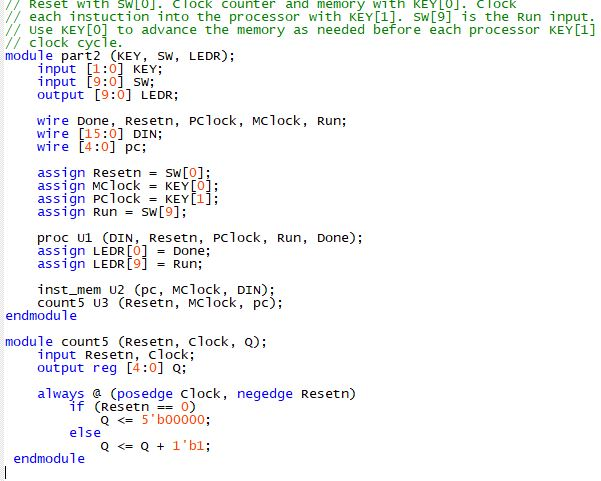 // Reset with SW[0]. Clock counter and memory with KEY[0]. Clock
// each instuction into the processor with KEY[1]. SW[9] is the Run input.
// Use KEY[0] to advance the memory as needed before each processor KEY[1]
// clock cycle.
module part2 (KEY, SW, LEDR);
    input [1:0] KEY;
    input [9:0] SW;
    output [9:0] LEDR;

    wire Done, Resetn, PClock, MClock, Run;
    wire [15:0] DIN;
    wire [4:0] pc;

    assign Resetn = SW[0];
    assign MClock = KEY[0];
    assign PClock = KEY[1];
    assign Run = SW[9];

    proc U1 (DIN, Resetn, PClock, Run, Done);
    assign LEDR[0] = Done;
    assign LEDR[9] = Run;

    inst_mem U2 (pc, MClock, DIN);
    count5 U3 (Resetn, MClock, pc);
endmodule

module count5 (Resetn, Clock, Q);
    input Resetn, Clock;
    output reg [4:0] Q;

    always @ (posedge Clock, negedge Resetn)
        if (Resetn == 0)
            Q <= 5'b00000;
        else
            Q <= Q + 1'b1;
 endmodule